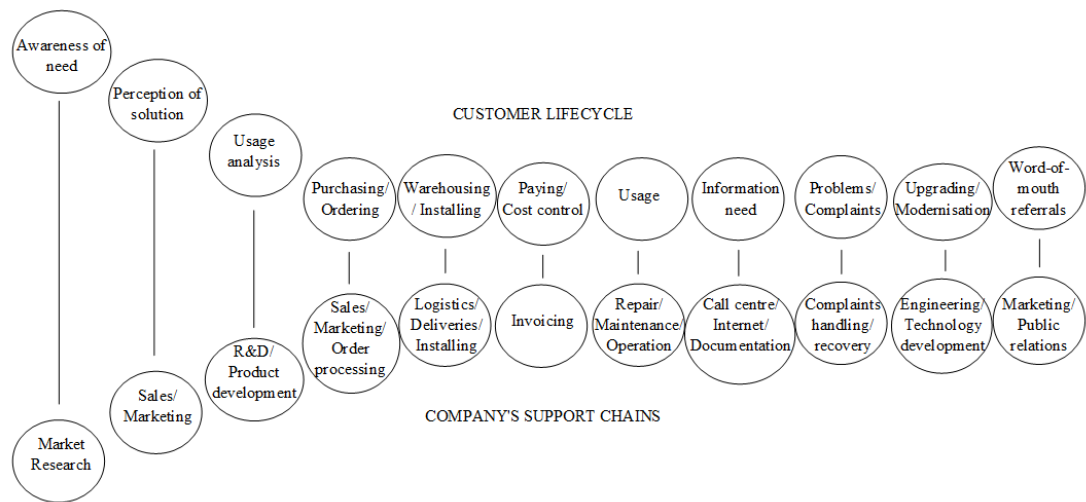 Awareness of
need
Perception of
solution
CUSTOMER LIFECYCLE
Usage
analysis
Purchasing/
Ordering
Warehousing
/ Installing
Paying/
Cost control
Usage
Information
need
Problems/
Complaints
Upgrading/
Modernisation
Word-of-
mouth
referrals
Market
Research
Sales/
Marketing
R&D/
Product
development
Sales/
Marketing/
Order
processing
Logistics/
Deliveries/
Installing
Invoicing
Repair/
Maintenance/
Operation
Call centre/
Internet/
Documentation
Complaints
handling/
recovery
Engineering/
Technology
development
Marketing/
Public
relations
COMPANY'S SUPPORT CHAINS